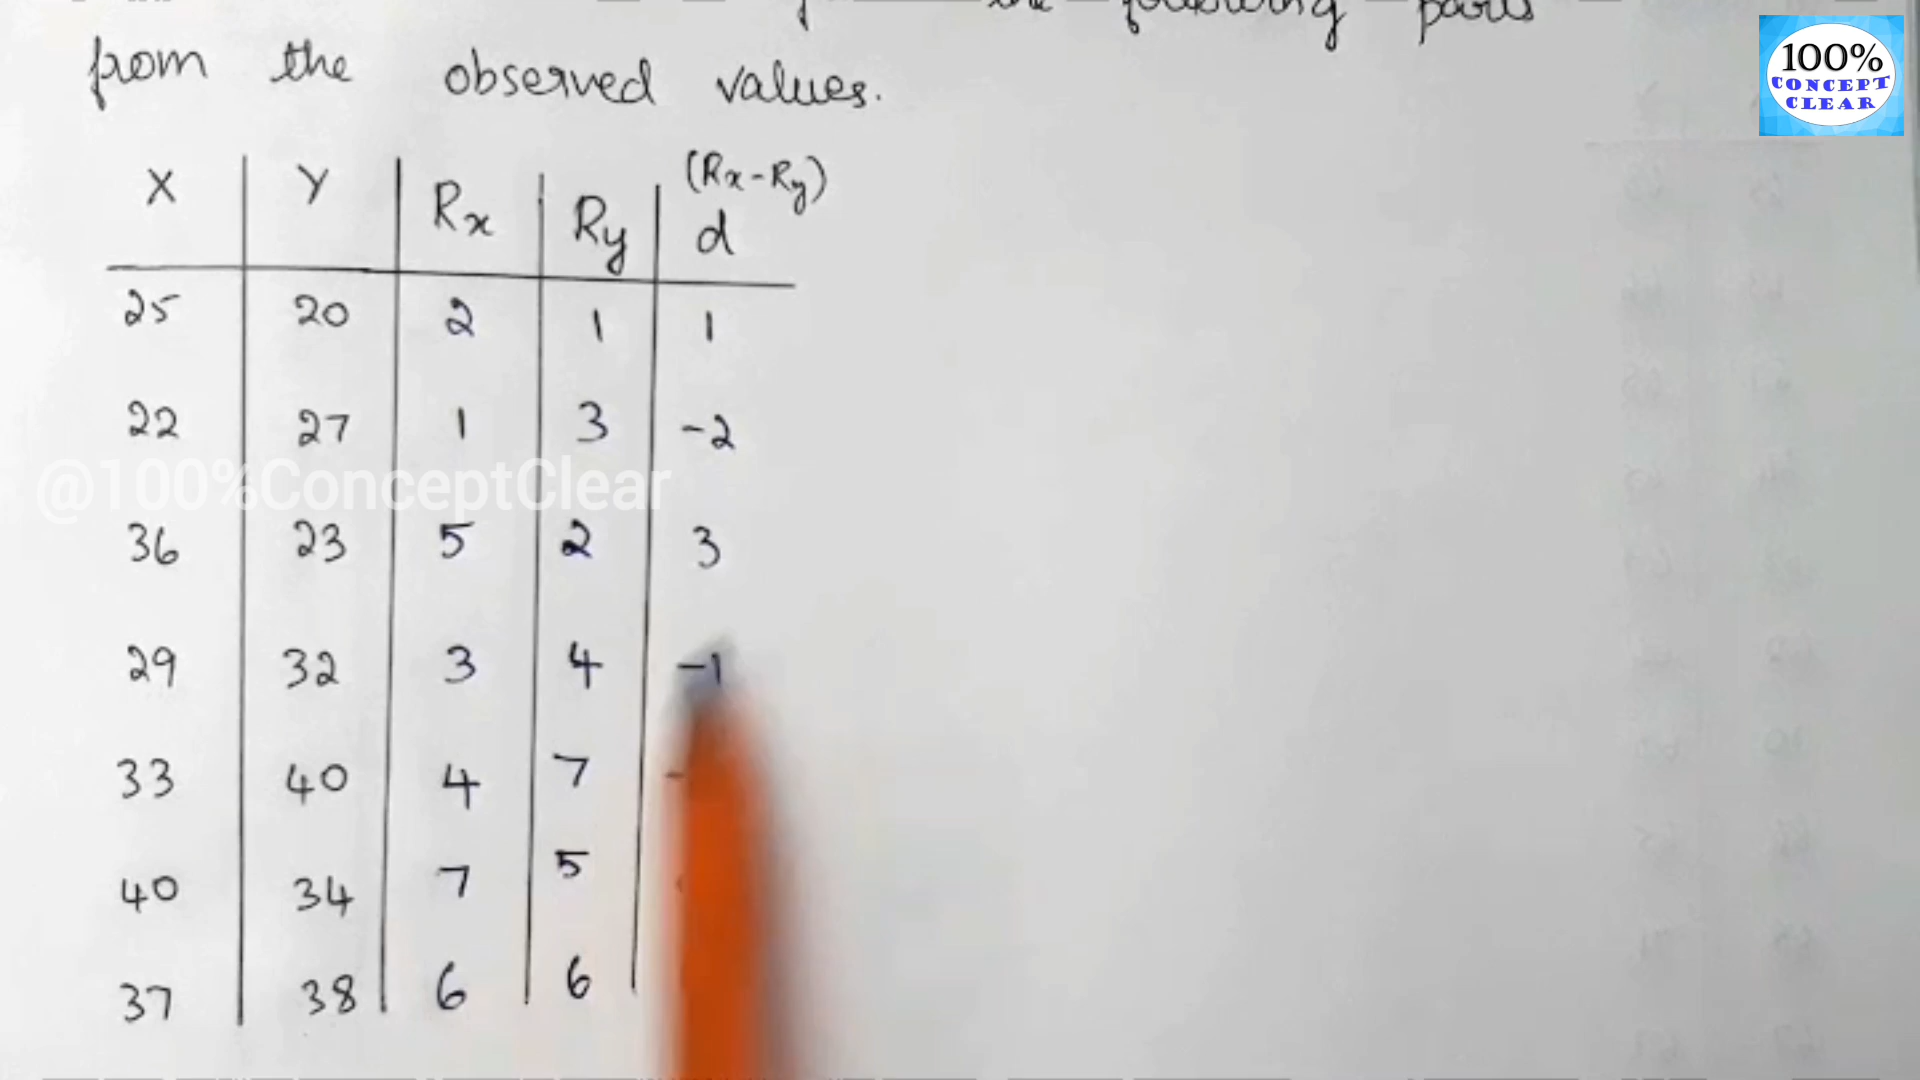 the following
from the observed values.
100%
CONCEPT
CLEAR
X Y Rx Ry (Rx-Ry) d
25 20 2 1 1
22 27 1 3 -2
@100%ConceptClear
36 23 5 2 3
29 32 3 4 -1
33 40 4 7 -
40 34 7 5
37 38 6 6